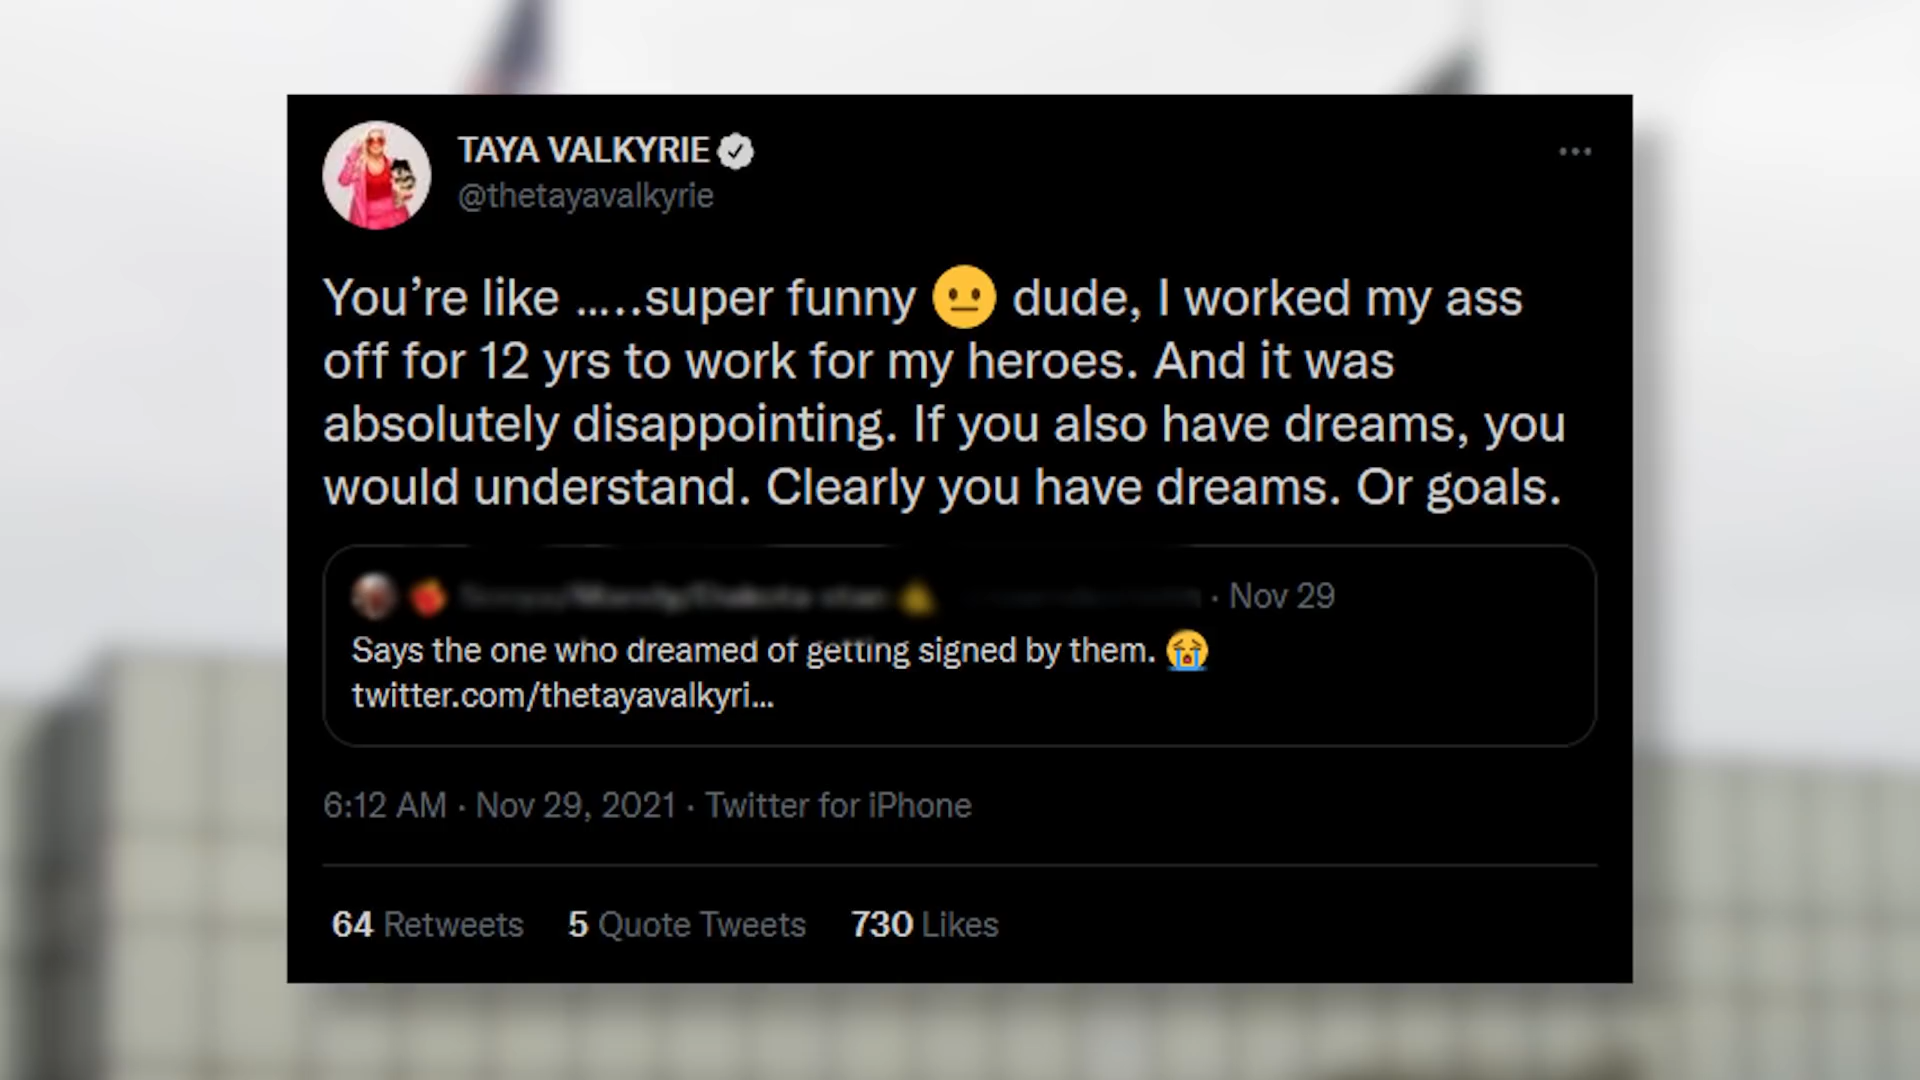 TAYA VALKYRIE
@thetayavalkyrie
You're like .....super funny 😐 dude, I worked my ass
off for 12 yrs to work for my heroes. And it was
absolutely disappointing. If you also have dreams, you
would understand. Clearly you have dreams. Or goals.
· Nov 29
Says the one who dreamed of getting signed by them. 😭
twitter.com/thetayavalkyri...
6:12 AM · Nov 29, 2021 · Twitter for iPhone
64 Retweets 5 Quote Tweets 730 Likes